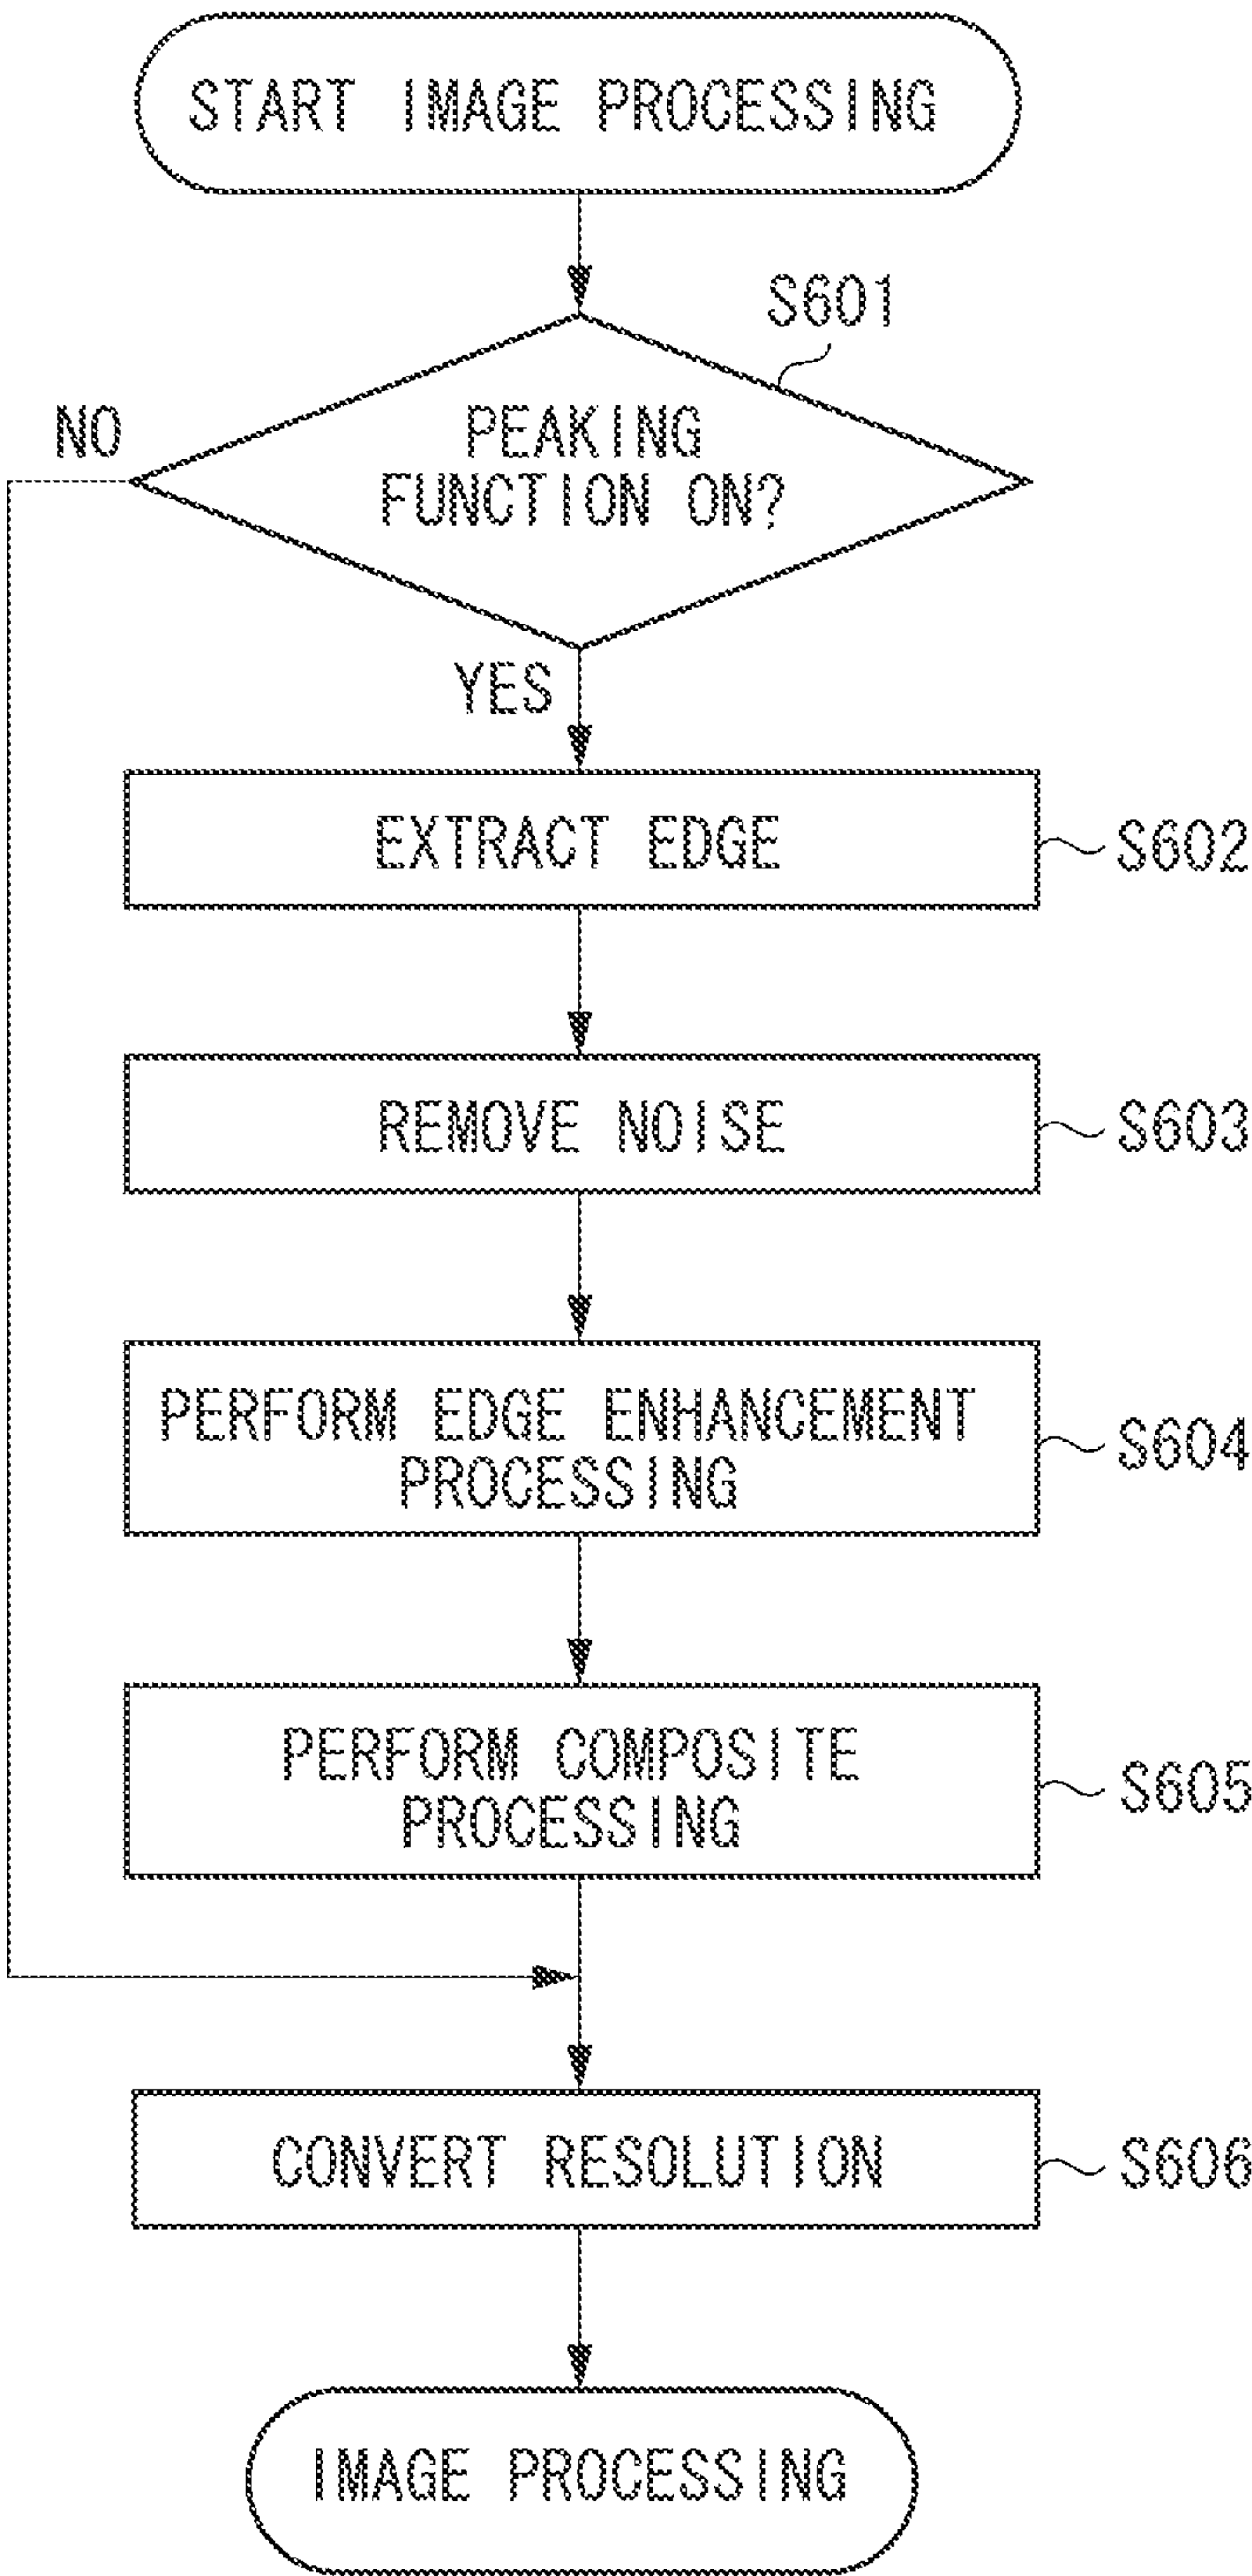 START IMAGE PROCESSING
S601
NO
PEAKING
FUNCTION ON?
YES
EXTRACT EDGE
S602
REMOVE NOISE
S603
PERFORM EDGE ENHANCEMENT
PROCESSING
S604
PERFORM COMPOSITE
PROCESSING
S605
CONVERT RESOLUTION
S606
IMAGE PROCESSING